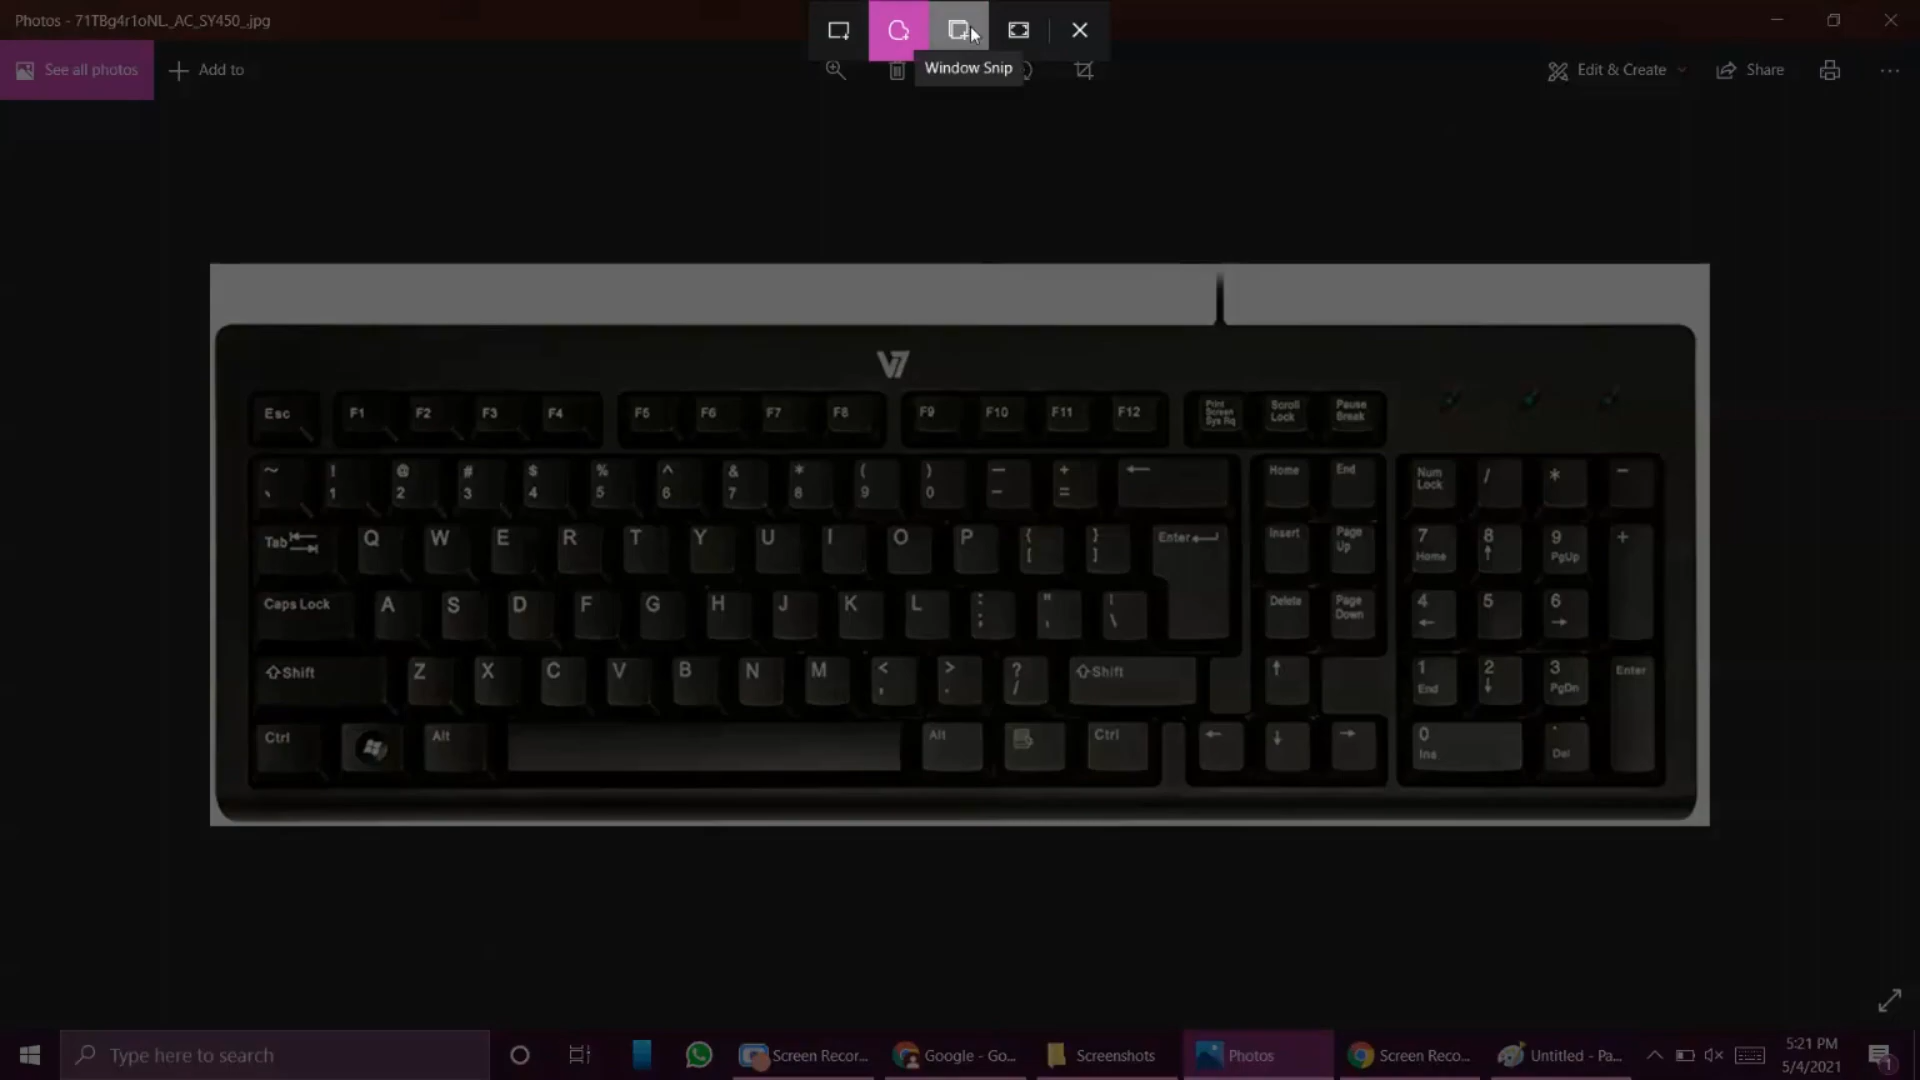 Photos - 71TBg4r1oNL._AC_SY450_.jpg
Window Snip
See all photos
Add to
Edit & Create
Share
V7
Esc F1 F2 F3 F4 F5 F6 F7 F8 F9 F10 F11 F12 Print Screen Sys Rq Scroll Lock Pause Break
~ ! @ # $ % ^ & * ( ) — + ←
` 1 2 3 4 5 6 7 8 9 0 - =
Home End Num Lock / * -
Tab Q W E R T Y U I O P { [ } ] Enter
Insert Page Up 7 Home 8 ↑ 9 PgUp +
Caps Lock A S D F G H J K L : ; " ' | \
Delete Page Down 4 ← 5 6 →
⇧Shift Z X C V B N M < , > . ? / ⇧Shift
↑ 1 End 2 ↓ 3 PgDn Enter
Ctrl Alt Alt Ctrl ← ↓ → 0 Ins . Del
Type here to search
Screen Recor...
Google - Go...
Screenshots
Photos
Screen Reco...
Untitled - Pa...
5:21 PM
5/4/2021
1